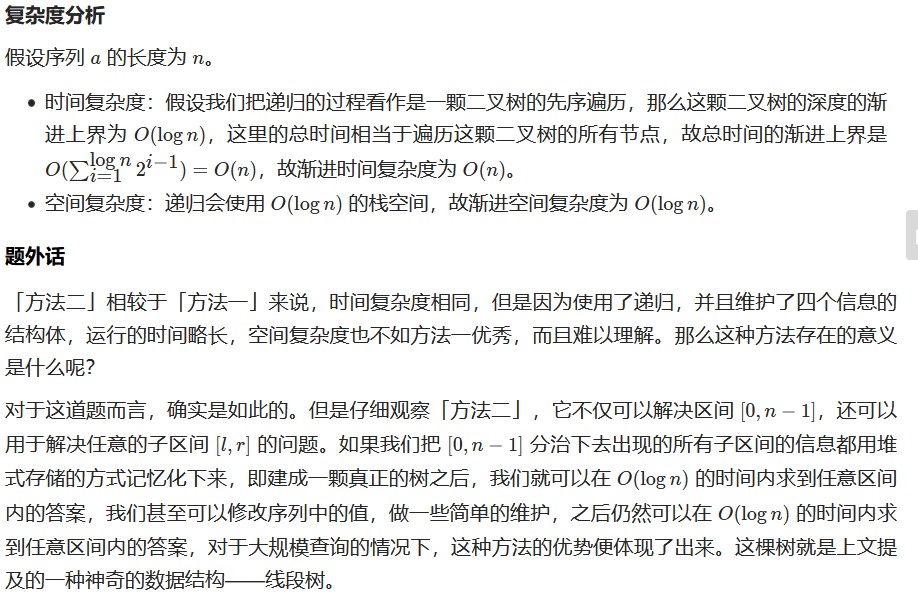 复杂度分析
假设序列 a 的长度为 n。
• 时间复杂度：假设我们把递归的过程看作是一颗二叉树的先序遍历，那么这颗二叉树的深度的渐
进上界为 O(log n)，这里的总时间相当于遍历这颗二叉树的所有节点，故总时间的渐进上界是
O(∑_{i=1}^{log n} 2^{i−1}) = O(n)，故渐进时间复杂度为 O(n)。
• 空间复杂度：递归会使用 O(log n) 的栈空间，故渐进空间复杂度为 O(log n)。
题外话
「方法二」相较于「方法一」来说，时间复杂度相同，但是因为使用了递归，并且维护了四个信息的
结构体，运行的时间略长，空间复杂度也不如方法一优秀，而且难以理解。那么这种方法存在的意义
是什么呢？
对于这道题而言，确实是如此的。但是仔细观察「方法二」，它不仅可以解决区间 [0, n − 1]，还可以
用于解决任意的子区间 [l, r] 的问题。如果我们把 [0, n − 1] 分治下去出现的所有子区间的信息都用堆
式存储的方式记忆化下来，即建成一颗真正的树之后，我们就可以在 O(log n) 的时间内求到任意区间
内的答案，我们甚至可以修改序列中的值，做一些简单的维护，之后仍然可以在 O(log n) 的时间内求
到任意区间内的答案，对于大规模查询的情况下，这种方法的优势便体现了出来。这棵树就是上文提
及的一种神奇的数据结构——线段树。